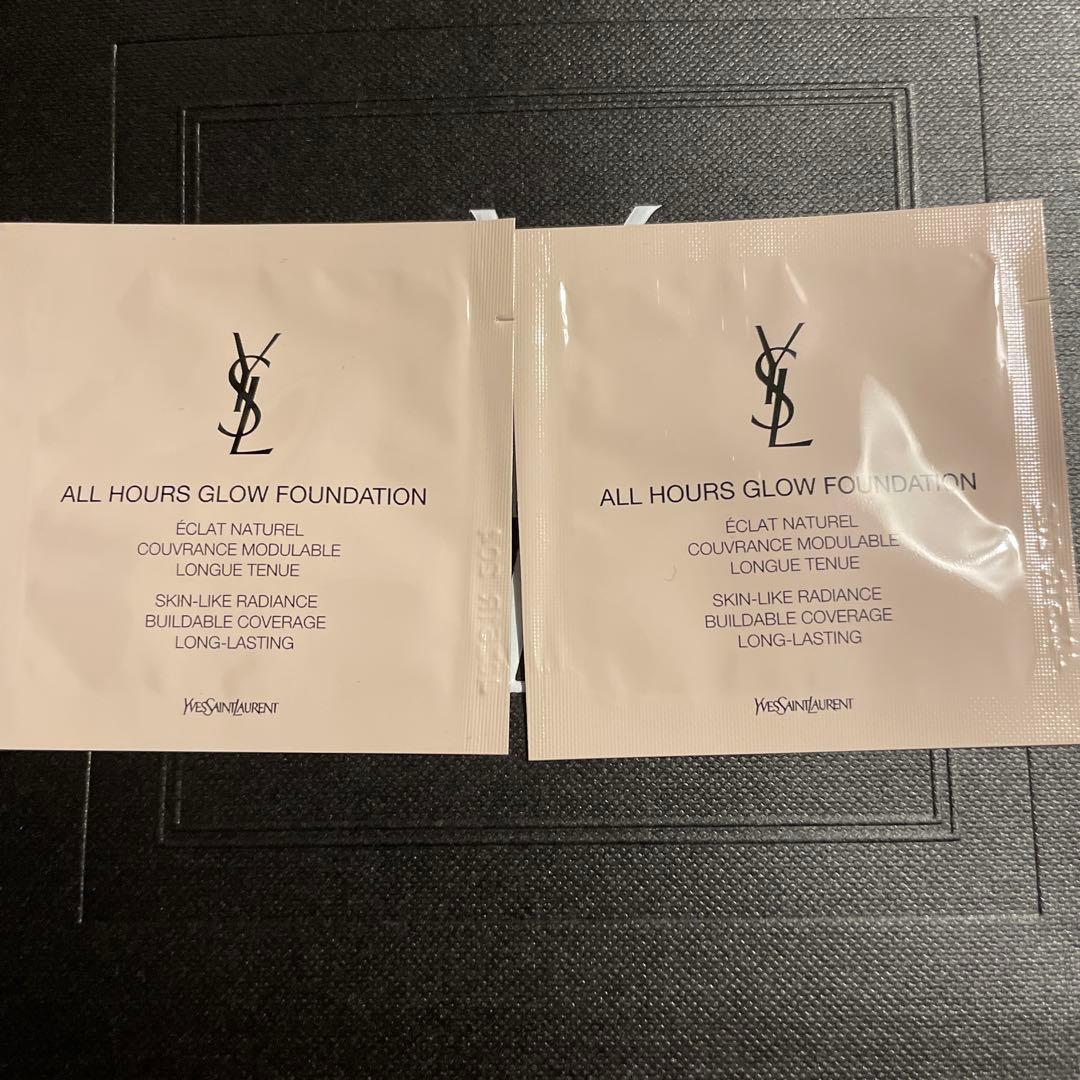 YSL
ALL HOURS GLOW FOUNDATION
ÉCLAT NATUREL
COUVRANCE MODULABLE
LONGUE TENUE
SKIN-LIKE RADIANCE
BUILDABLE COVERAGE
LONG-LASTING
YVESSAINTLAURENT
YSL
ALL HOURS GLOW FOUNDATION
ÉCLAT NATUREL
COUVRANCE MODULABLE
LONGUE TENUE
SKIN-LIKE RADIANCE
BUILDABLE COVERAGE
LONG-LASTING
YVESSAINTLAURENT